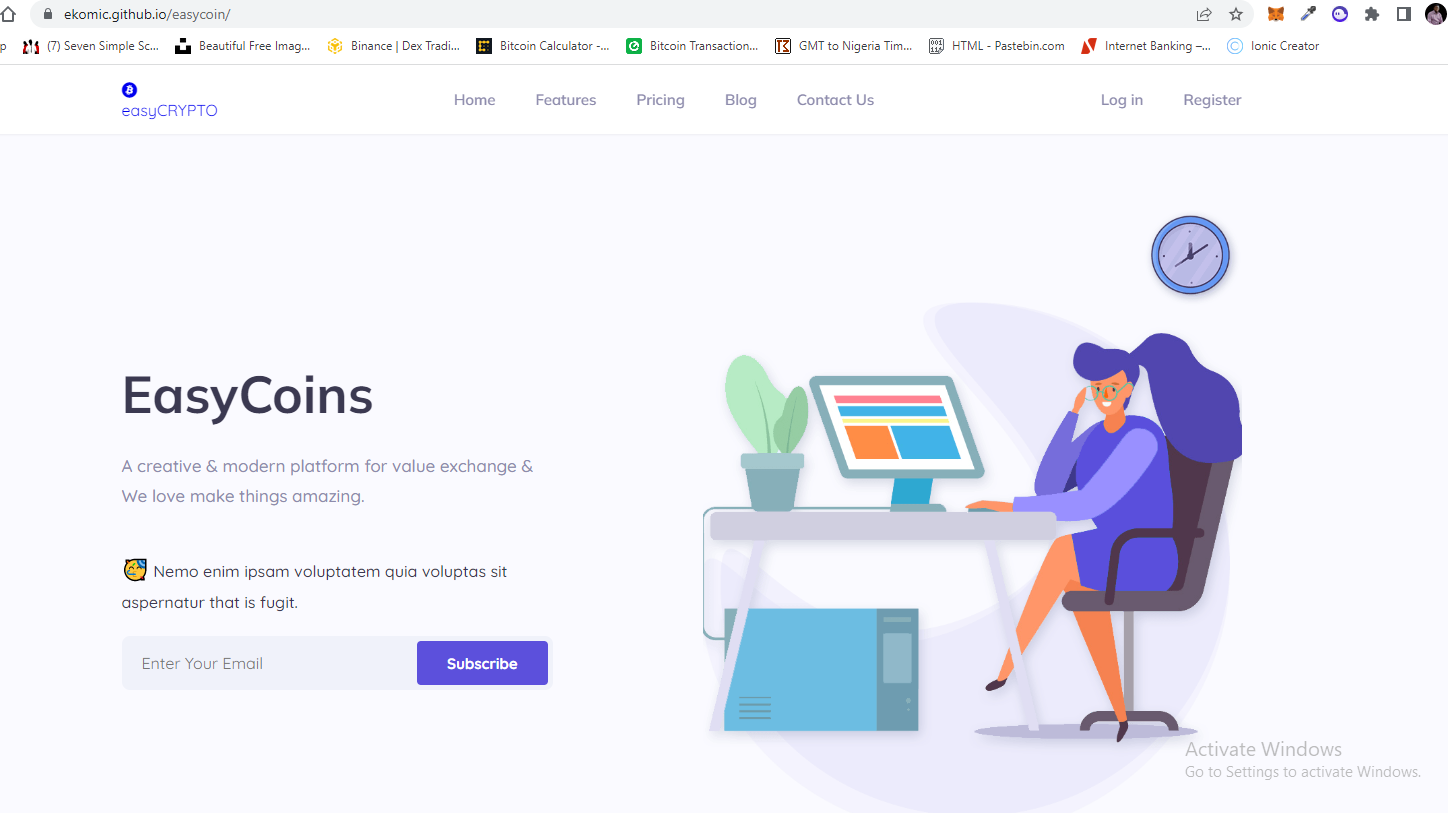 ekomic.github.io/easycoin/
p (7) Seven Simple Sc... Beautiful Free Imag... Binance | Dex Tradi... Bitcoin Calculator -... Bitcoin Transaction... GMT to Nigeria Tim... HTML - Pastebin.com Internet Banking –... Ionic Creator
easyCRYPTO
Home Features Pricing Blog Contact Us Log in Register
EasyCoins
A creative & modern platform for value exchange &
We love make things amazing.
🥳 Nemo enim ipsam voluptatem quia voluptas sit
aspernatur that is fugit.
Enter Your Email Subscribe
Activate Windows
Go to Settings to activate Windows.